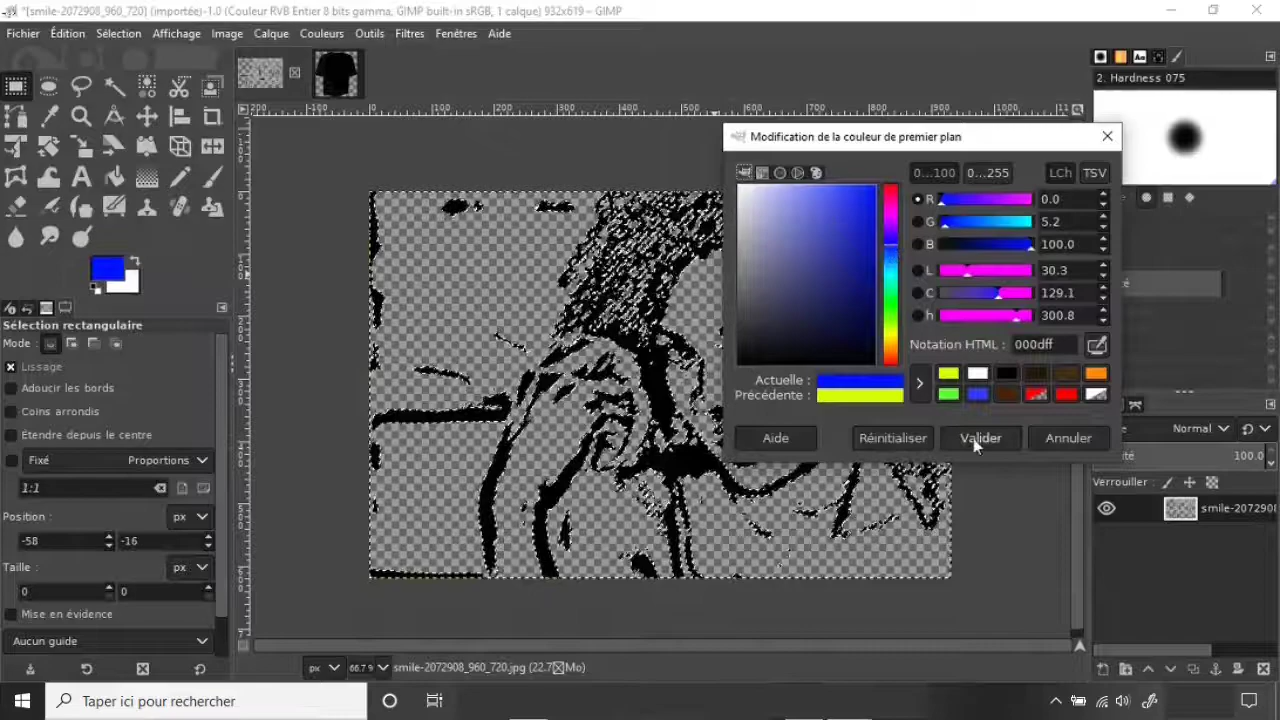 *[smile-2072908_960_720] (importée)-1.0 (Couleur RVB Entier 8 bits gamma, GIMP built-in sRGB, 1 calque) 932x619 – GIMP
Fichier Édition Sélection Affichage Image Calque Couleurs Outils Filtres Fenêtres Aide
2. Hardness 075
Modification de la couleur de premier plan
0...100 0...255 LCh TSV
R 0.0
G 5.2
B 100.0
L 30.3
C 129.1
h 300.8
Notation HTML : 000dff
Actuelle :
Précédente :
Aide Réinitialiser Valider Annuler
Sélection rectangulaire
Mode :
Lissage
Adoucir les bords
Coins arrondis
Étendre depuis le centre
Fixé Proportions
1:1
Position : px
-58 -16
Taille : px
0 0
Mise en évidence
Aucun guide
Normal
100.0
Verrouiller :
smile-207290
px 66.7 smile-2072908_960_720.jpg (22.7 Mo)
Taper ici pour rechercher